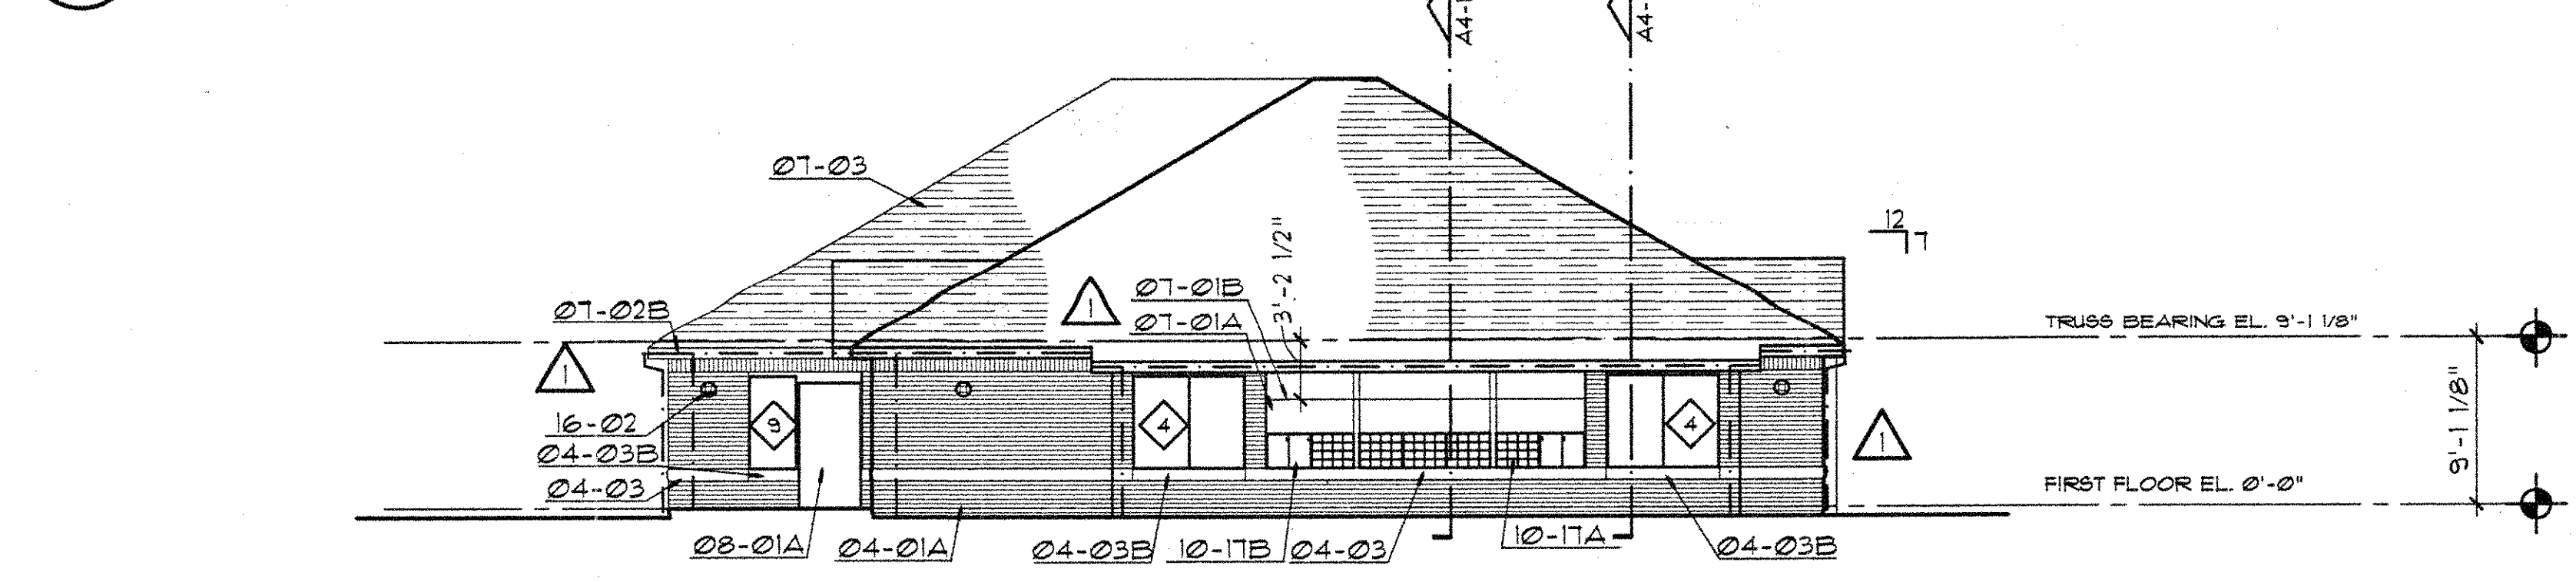 A4-
A4-
07-03
12
7
3'-2 1/2"
07-01B
07-01A
1
07-02B
TRUSS BEARING EL. 9'-1 1/8"
1
16-02
9
4
4
1
04-03B
04-03
9'-1 1/8"
FIRST FLOOR EL. 0'-0"
08-01A
04-01A
04-03B
10-17B
04-03
10-17A
04-03B